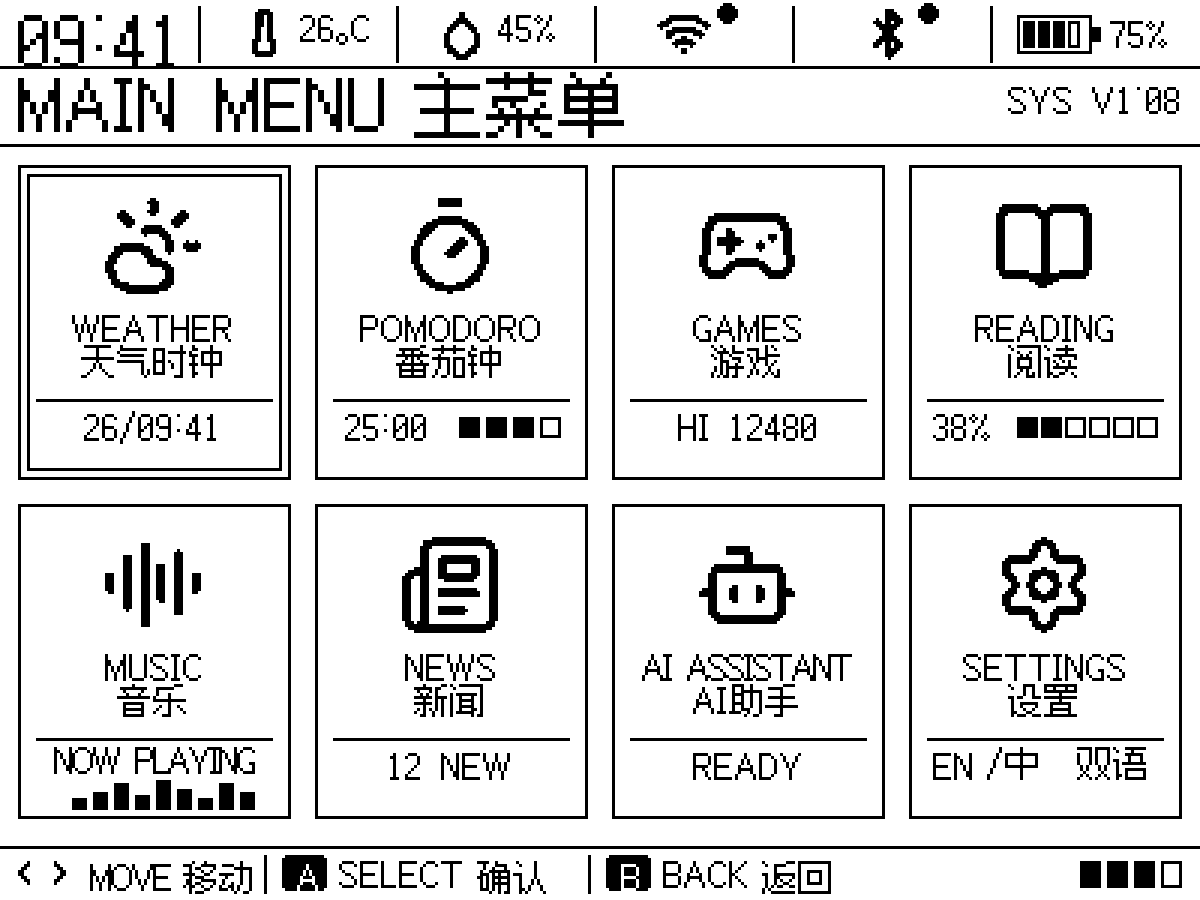 09:41 26°C 45% 75%
MAIN MENU 主菜单 SYS V1.08
WEATHER
天气时钟
26/09:41
POMODORO
番茄钟
25:00
GAMES
游戏
HI 12480
READING
阅读
38%
MUSIC
音乐
NOW PLAYING
NEWS
新闻
12 NEW
AI ASSISTANT
AI助手
READY
SETTINGS
设置
EN /中 双语
< > MOVE 移动 A SELECT 确认 B BACK 返回